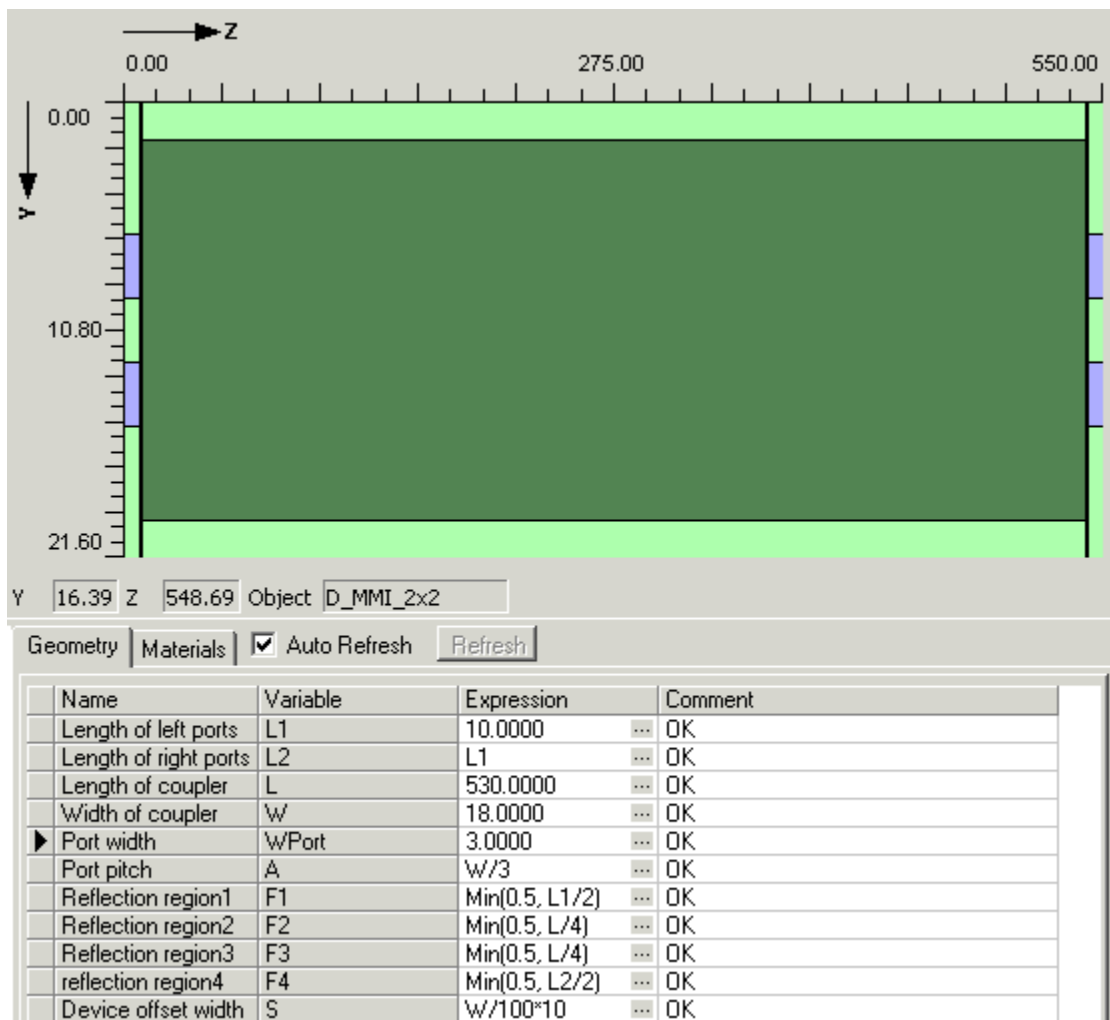 Z
0.00 275.00 550.00
0.00
Y
10.80
21.60
Y 16.39 Z 548.69 Object D_MMI_2x2
Geometry Materials Auto Refresh Refresh
Name Variable Expression Comment
Length of left ports L1 10.0000 ... OK
Length of right ports L2 L1 ... OK
Length of coupler L 530.0000 ... OK
Width of coupler W 18.0000 ... OK
Port width WPort 3.0000 ... OK
Port pitch A W/3 ... OK
Reflection region1 F1 Min(0.5, L1/2) ... OK
Reflection region2 F2 Min(0.5, L/4) ... OK
Reflection region3 F3 Min(0.5, L/4) ... OK
reflection region4 F4 Min(0.5, L2/2) ... OK
Device offset width S W/100*10 ... OK